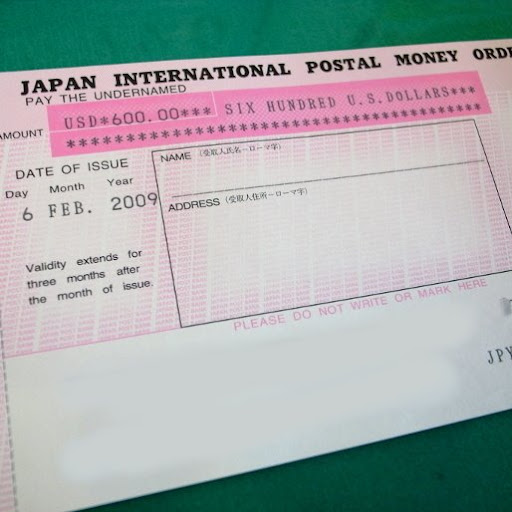 JAPAN INTERNATIONAL POSTAL MONEY ORDE
PAY THE UNDERNAMED
AMOUNT
USD*600.00*** SIX HUNDRED U.S.DOLLARS***
DATE OF ISSUE
Day Month Year
6 FEB. 2009
Validity extends for
three months after
the month of issue.
NAME (受取人氏名-ローマ字)
ADDRESS (受取人住所-ローマ字)
PLEASE DO NOT WRITE OR MARK HERE
JPY